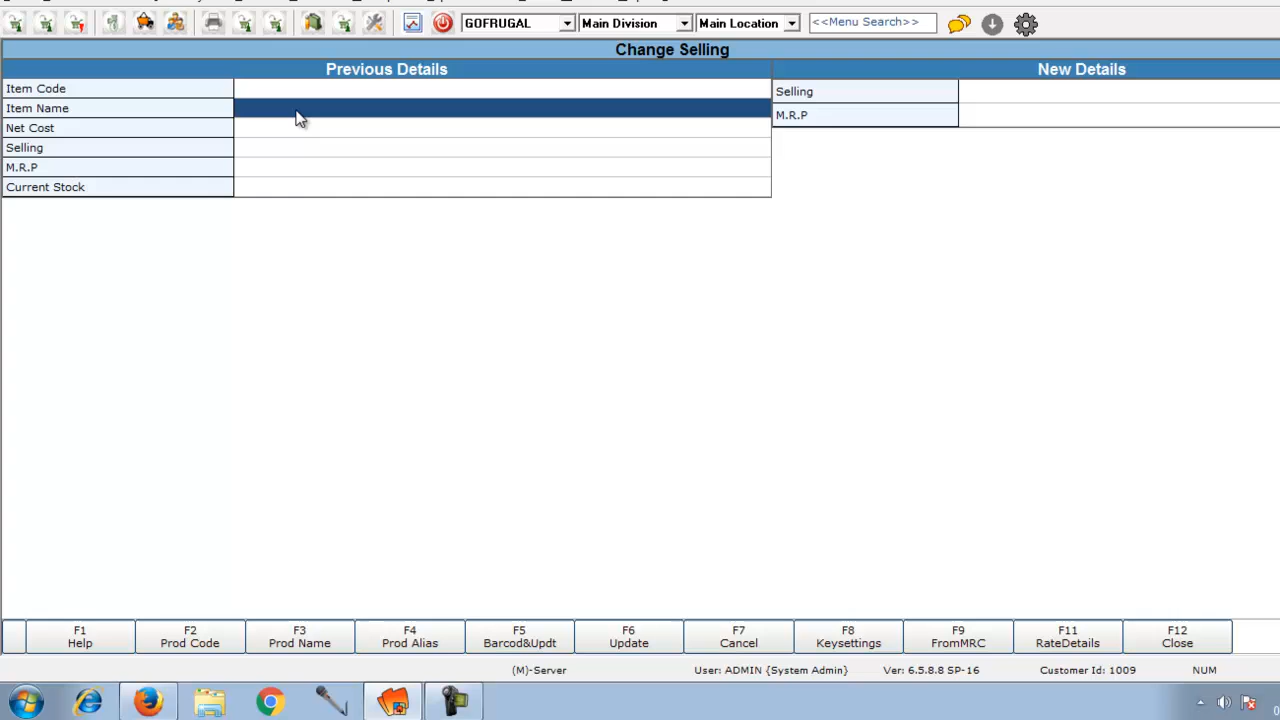 GOFRUGAL Main Division Main Location <<Menu Search>>
Change Selling
Previous Details New Details
Item Code
Selling
Item Name
M.R.P
Net Cost
Selling
M.R.P
Current Stock
F1 F2 F3 F4 F5 F6 F7 F8 F9 F11 F12
Help Prod Code Prod Name Prod Alias Barcod&Updt Update Cancel Keysettings FromMRC RateDetails Close
(M)-Server User: ADMIN {System Admin} Ver: 6.5.8.8 SP-16 Customer Id: 1009 NUM